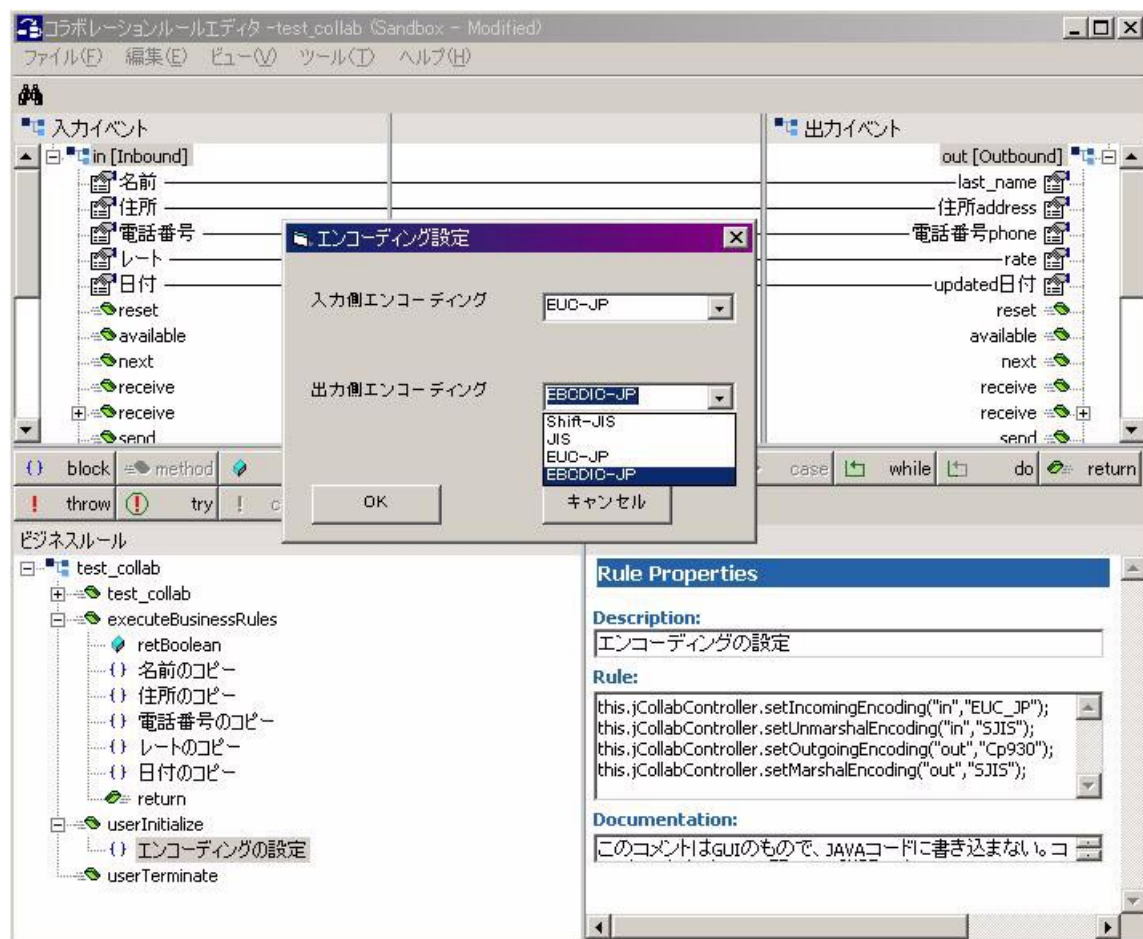 コラボレーションルールエディタ -test_collab (Sandbox - Modified)
ファイル(F) 編集(E) ビュー(V) ツール(T) ヘルプ(H)
入力イベント
in [Inbound]
名前
住所
電話番号
レート
日付
reset
available
next
receive
receive
send
出力イベント
out [Outbound]
last_name
住所address
電話番号phone
rate
updated日付
reset
available
next
receive
receive
send
エンコーディング設定
入力側エンコーディング
EUC-JP
出力側エンコーディング
EBCDIC-JP
Shift-JIS
JIS
EUC-JP
EBCDIC-JP
OK キャンセル
{} block method case while do return
throw try
ビジネスルール
test_collab
test_collab
executeBusinessRules
retBoolean
{} 名前のコピー
{} 住所のコピー
{} 電話番号のコピー
{} レートのコピー
{} 日付のコピー
return
userInitialize
{} エンコーディングの設定
userTerminate
Rule Properties
Description:
エンコーディングの設定
Rule:
this.jCollabController.setIncomingEncoding("in","EUC_JP");
this.jCollabController.setUnmarshalEncoding("in","SJIS");
this.jCollabController.setOutgoingEncoding("out","Cp930");
this.jCollabController.setMarshalEncoding("out","SJIS");
Documentation:
このコメントはGUIのもので、JAVAコードに書き込まない。コ